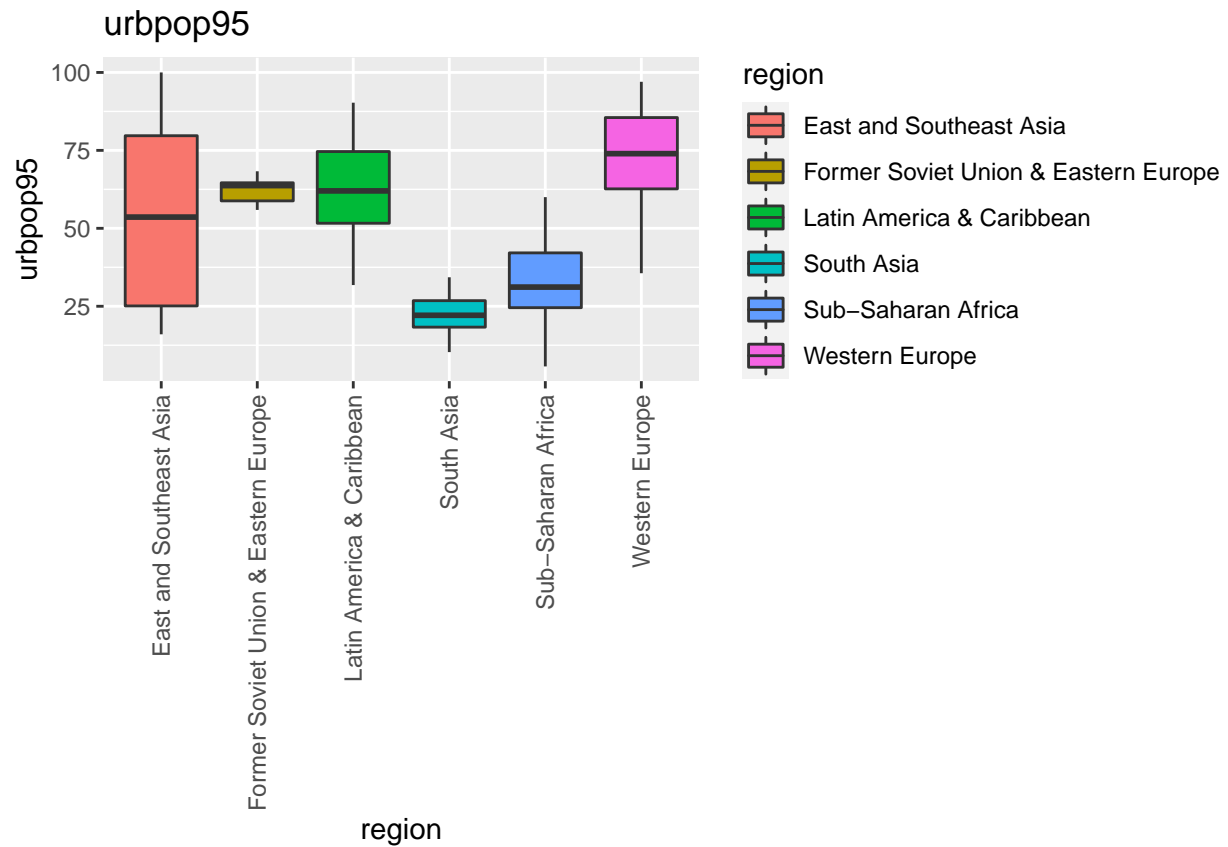 urbpop95
urbpop95
100
75
50
25
East and Southeast Asia
Former Soviet Union & Eastern Europe
Latin America & Caribbean
South Asia
Sub−Saharan Africa
Western Europe
region
region
East and Southeast Asia
Former Soviet Union & Eastern Europe
Latin America & Caribbean
South Asia
Sub−Saharan Africa
Western Europe